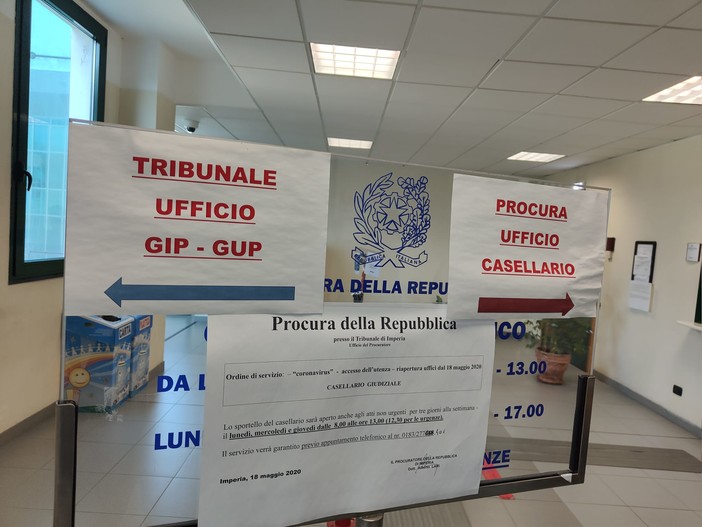 TRIBUNALE
UFFICIO
GIP - GUP
PROCURA
UFFICIO
CASELLARIO
REPVBBLICA ITALIANA
RA DELLA REPU
Procura della Repubblica
presso il Tribunale di Imperia
Ufficio del Procuratore
Ordine di servizio: – "coronavirus" – accesso dell'utenza – riapertura uffici dal 18 maggio 2020
CASELLARIO GIUDIZIALE
Lo sportello del casellario sarà aperto anche agli atti non urgenti per tre giorni alla settimana -
il lunedì, mercoledì e giovedì dalle 8,00 alle ore 13,00 (12,30 per le urgenze).
Il servizio verrà garantito previo appuntamento telefonico al nr. 0183/277
Imperia, 18 maggio 2020
IL PROCURATORE DELLA REPUBBLICA
DI IMPERIA
DA L
LUN
ICO
- 13.00
- 17.00
NZE
CARTA